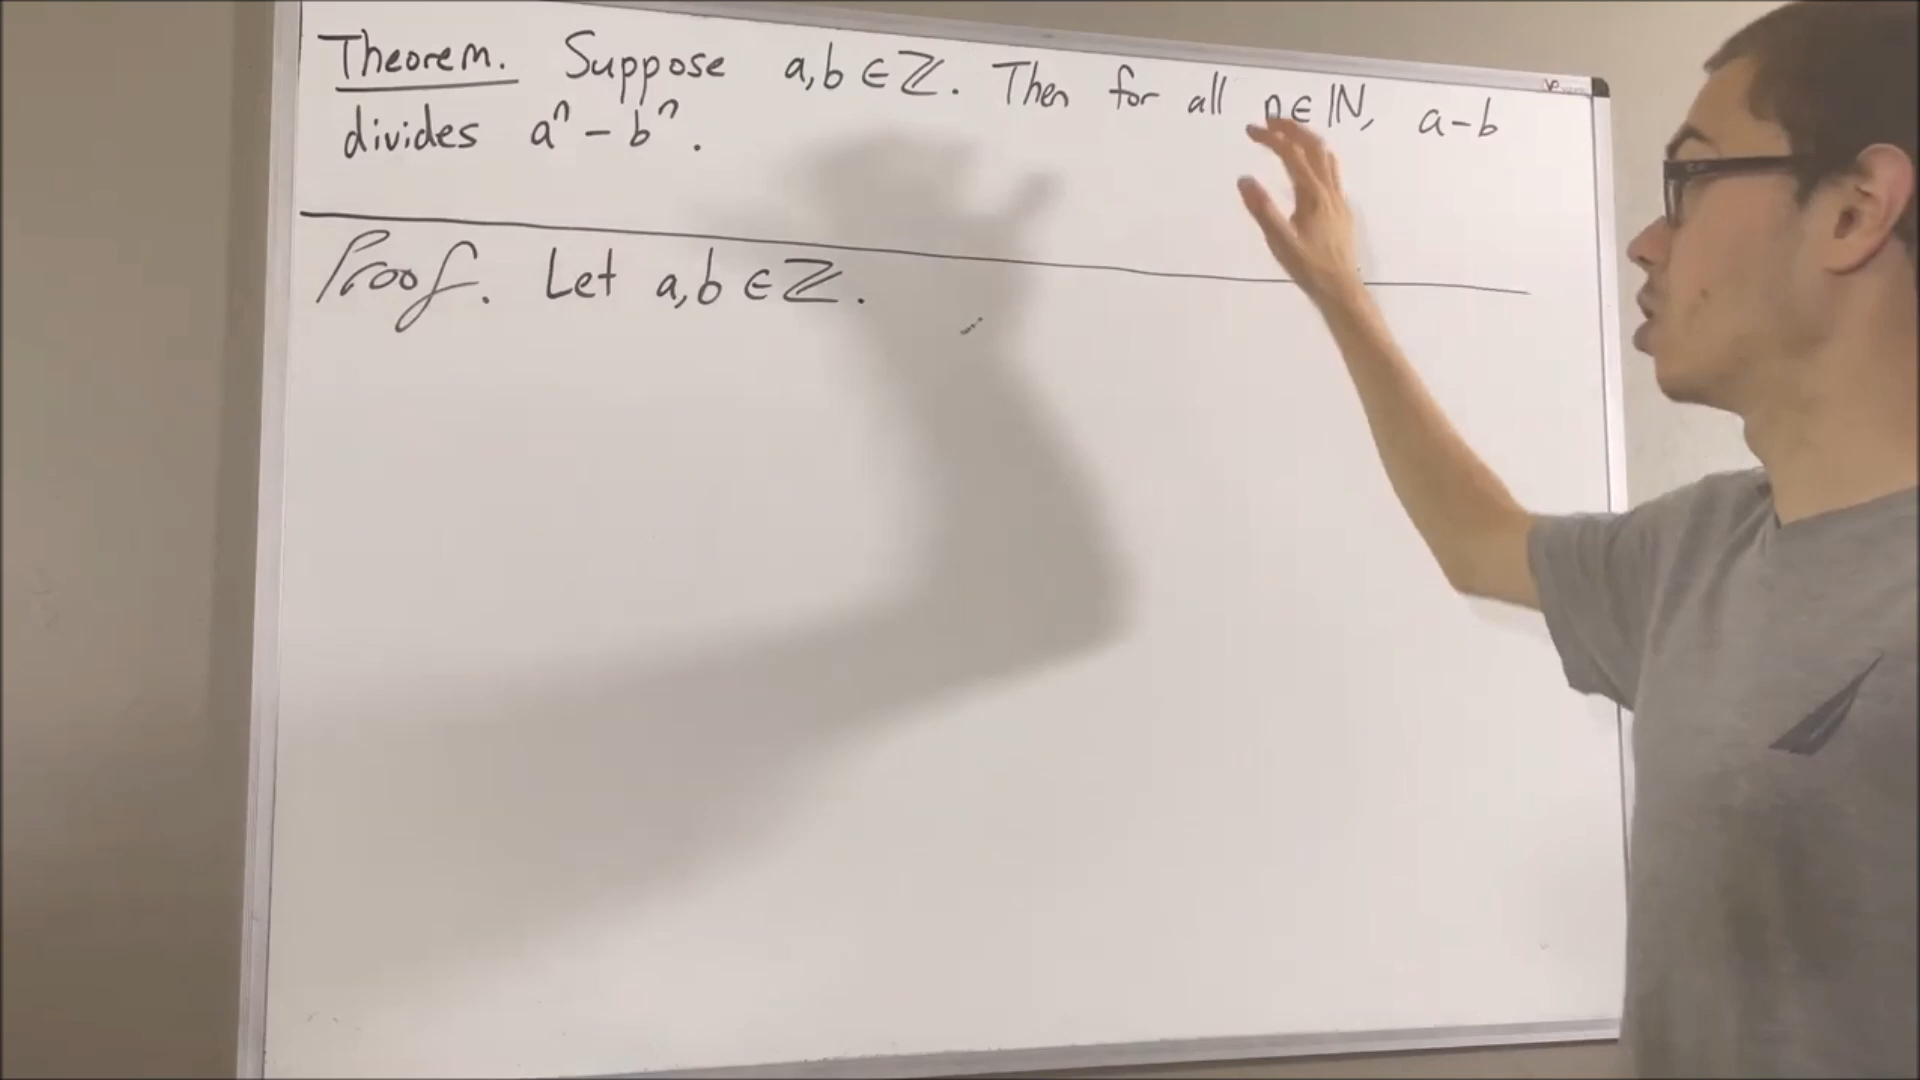 Theorem. Suppose a,b ∈ ℤ. Then for all n ∈ ℕ, a-b
divides aⁿ - bⁿ.
Proof. Let a,b ∈ ℤ.